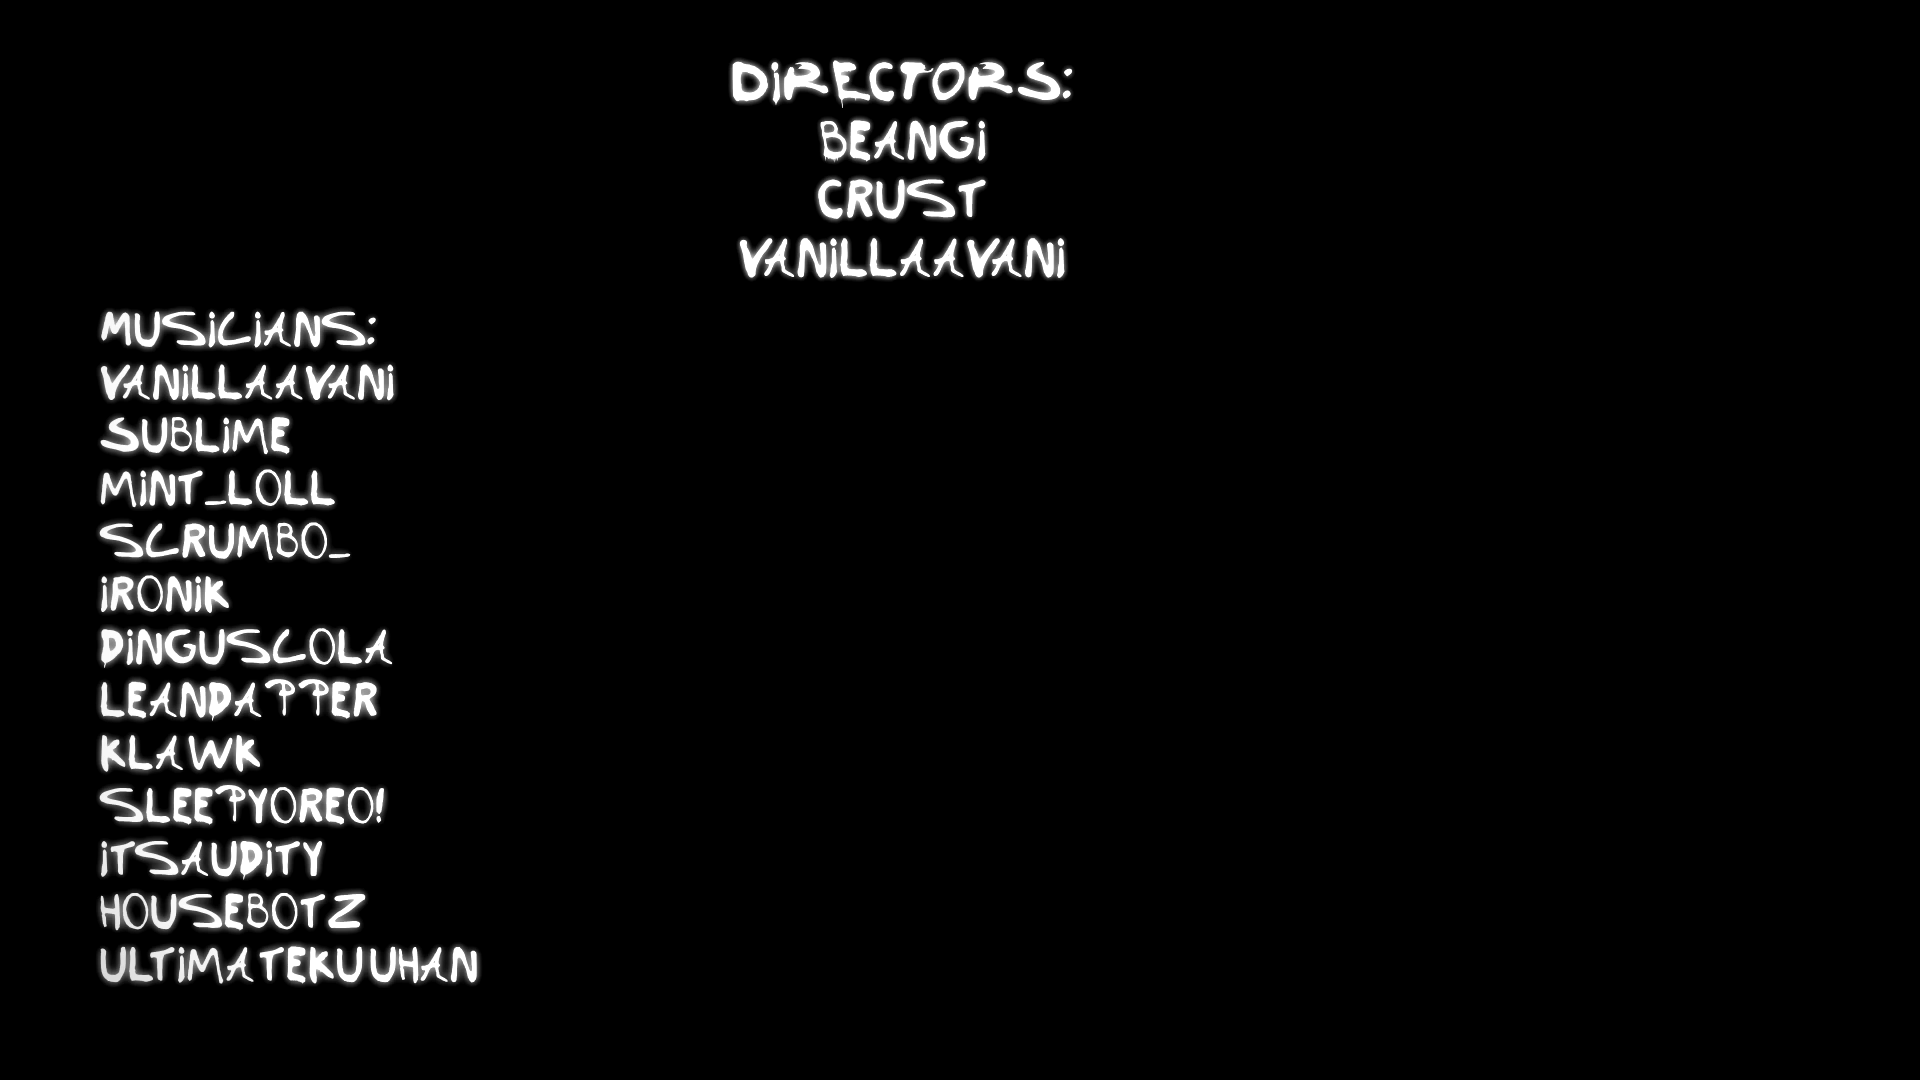 DIRECTORS:
BEANGI
CRUST
VANILLAAVANI
MUSICIANS:
VANILLAAVANI
SUBLIME
MINT_LOLL
SCRUMBO_
IRONIK
DINGUSCOLA
LEANDAPPER
KLAWK
SLEEPYOREO!
ITSAUDITY
HOUSEBOTZ
ULTIMATEKUUHAN